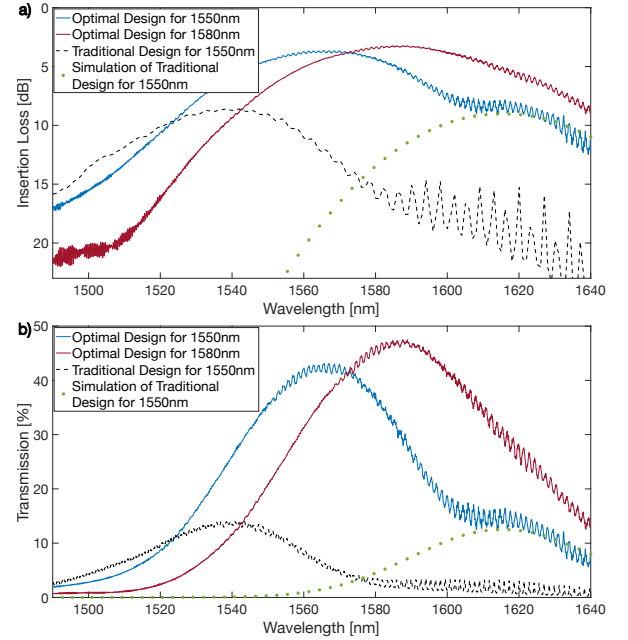 a)
0
5
10
15
20
Insertion Loss [dB]
Optimal Design for 1550nm
Optimal Design for 1580nm
Traditional Design for 1550nm
Simulation of Traditional
Design for 1550nm
1500
1520
1540
1560
1580
1600
1620
1640
Wavelength [nm]
b)
50
40
30
20
10
0
Transmission [%]
Optimal Design for 1550nm
Optimal Design for 1580nm
Traditional Design for 1550nm
Simulation of Traditional
Design for 1550nm
1500
1520
1540
1560
1580
1600
1620
1640
Wavelength [nm]